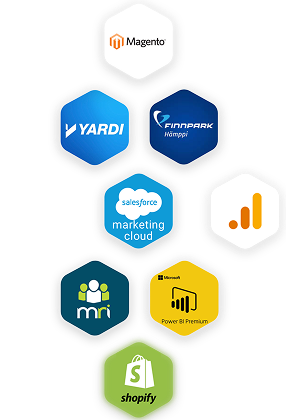 Magento
YARDI
FINNPARK
Hämppi
salesforce
marketing
cloud
mri
Microsoft
Power BI Premium
S
shopify